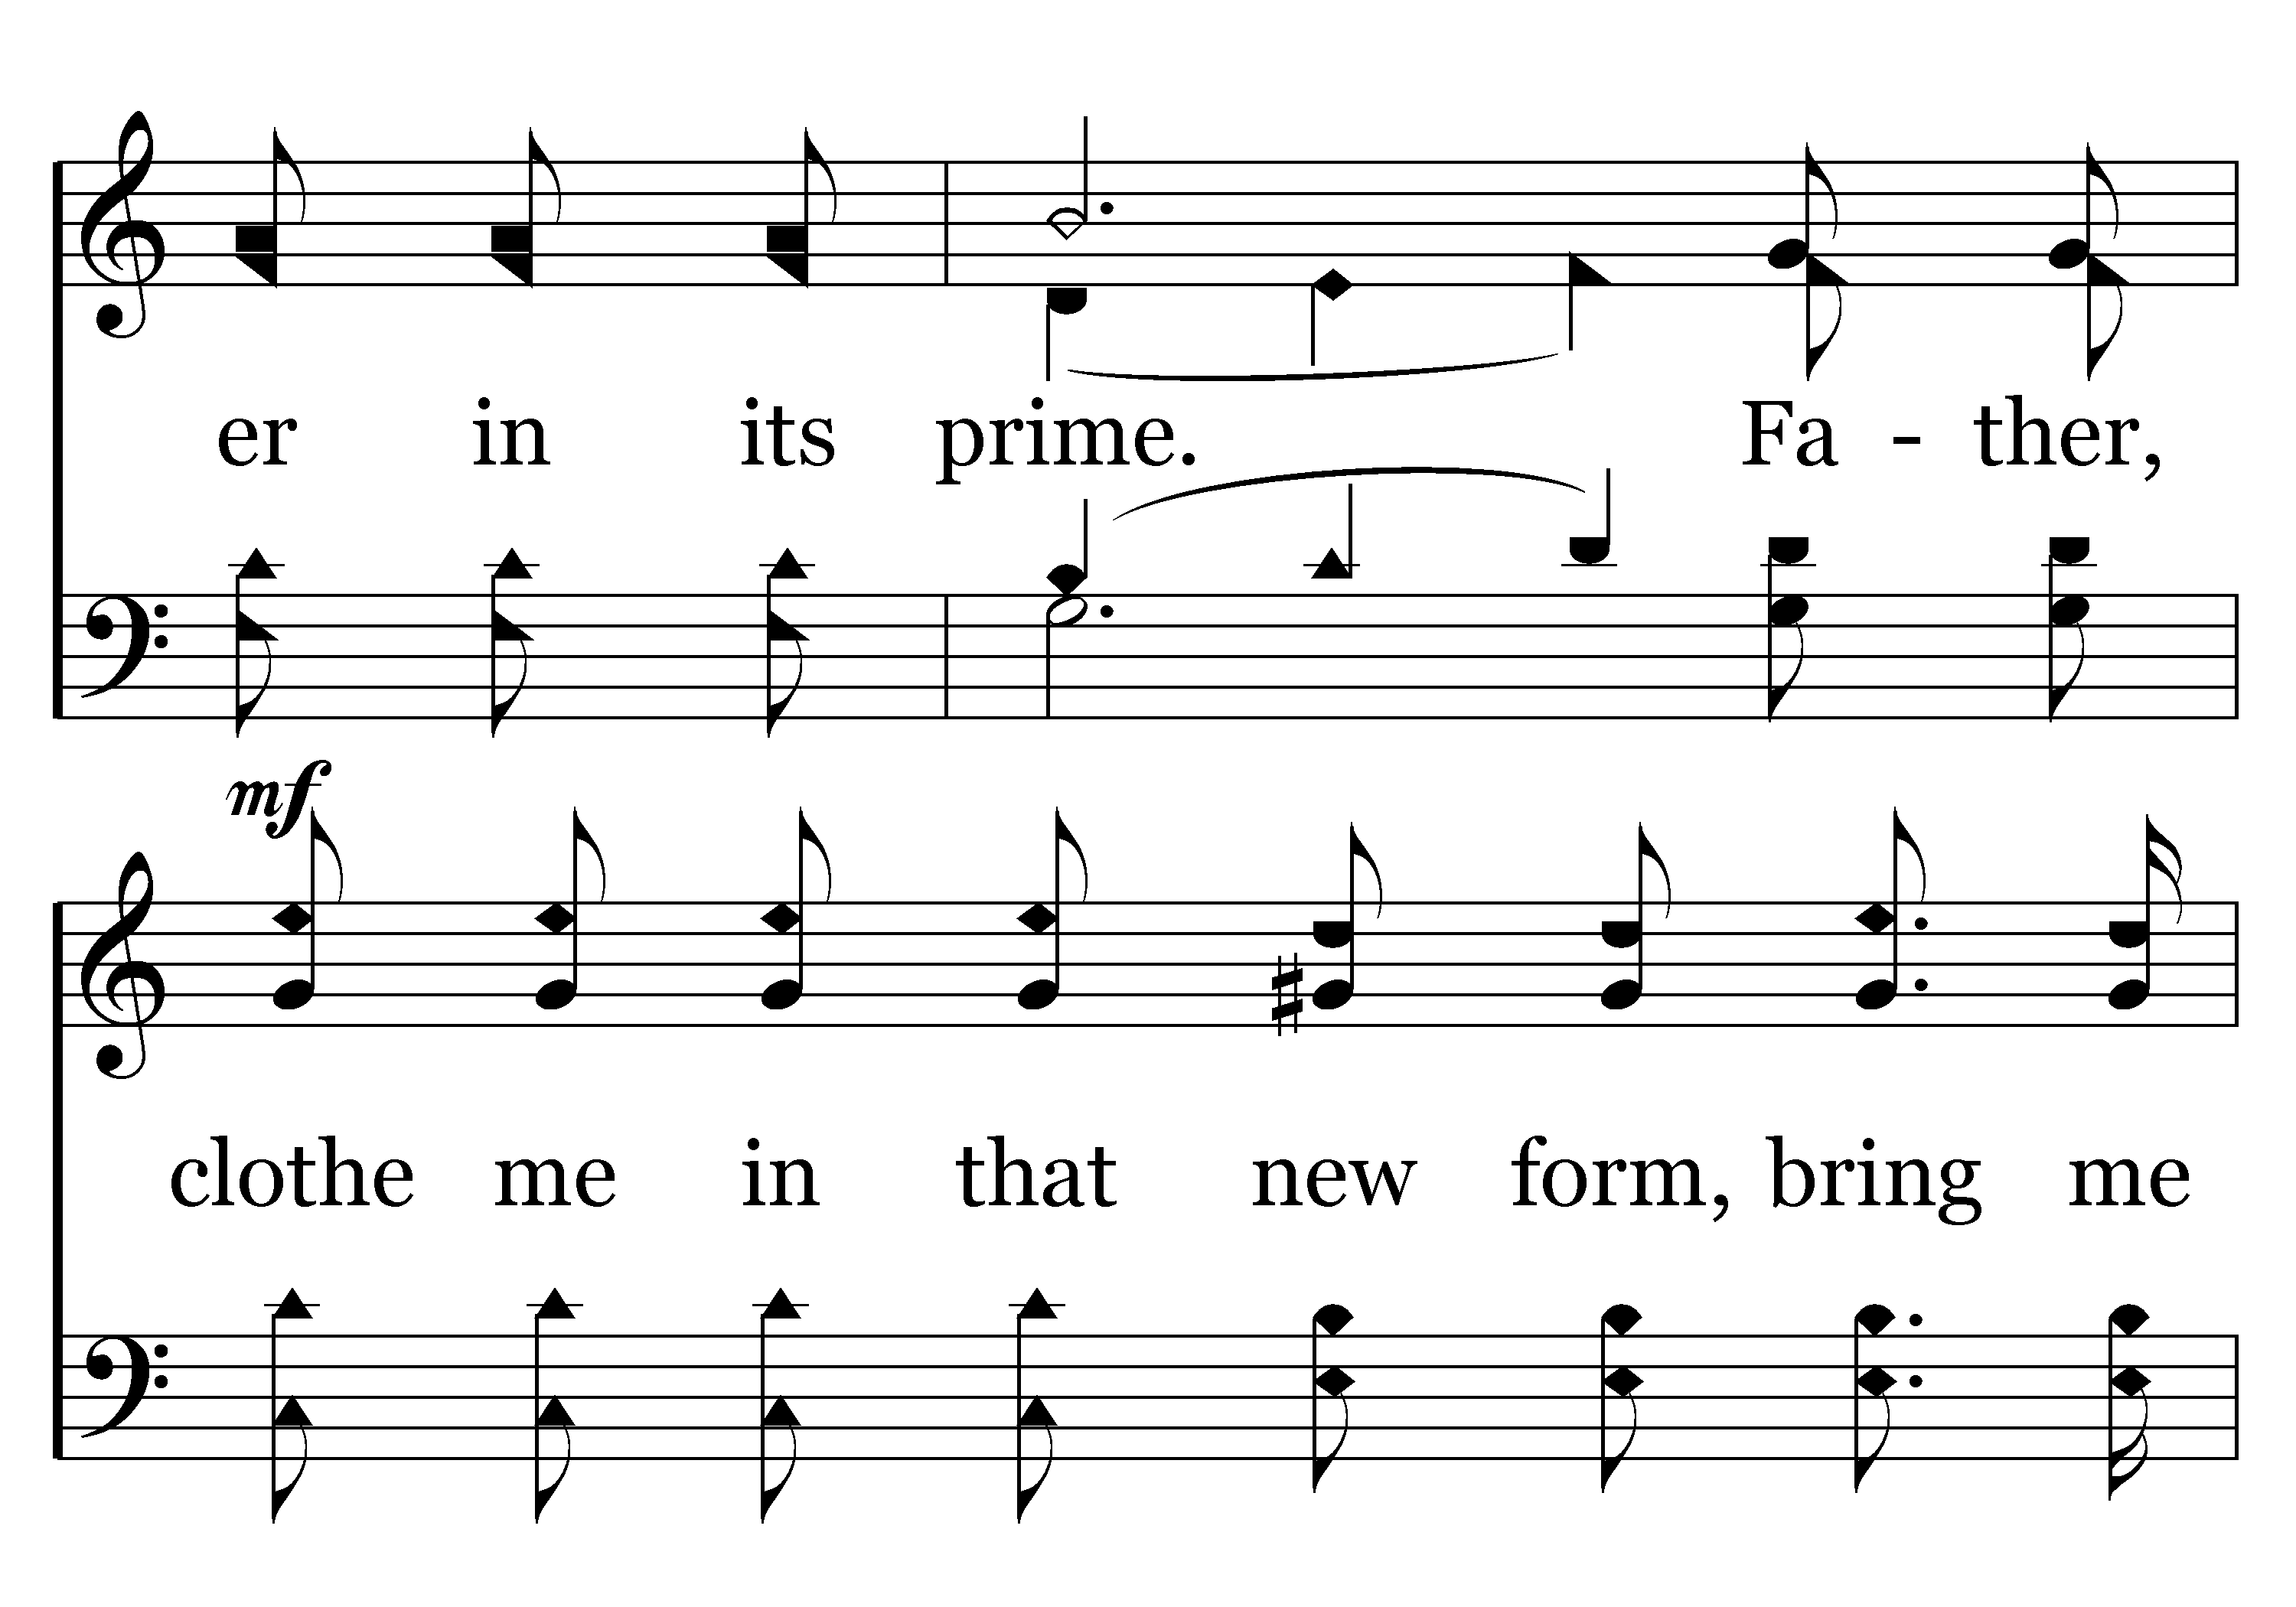 er in its prime. Fa - ther,
mf
clothe me in that new form, bring me